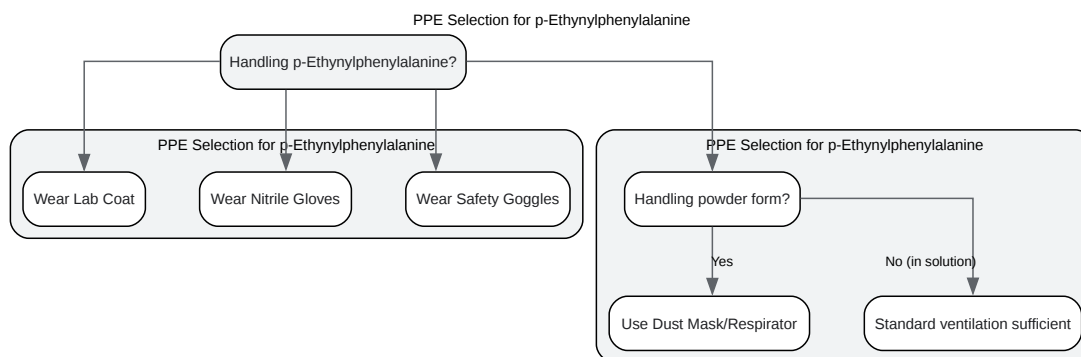 PPE Selection for p-Ethynylphenylalanine
Handling p-Ethynylphenylalanine?
PPE Selection for p-Ethynylphenylalanine
PPE Selection for p-Ethynylphenylalanine
Wear Lab Coat
Wear Nitrile Gloves
Wear Safety Goggles
Handling powder form?
Yes
No (in solution)
Use Dust Mask/Respirator
Standard ventilation sufficient